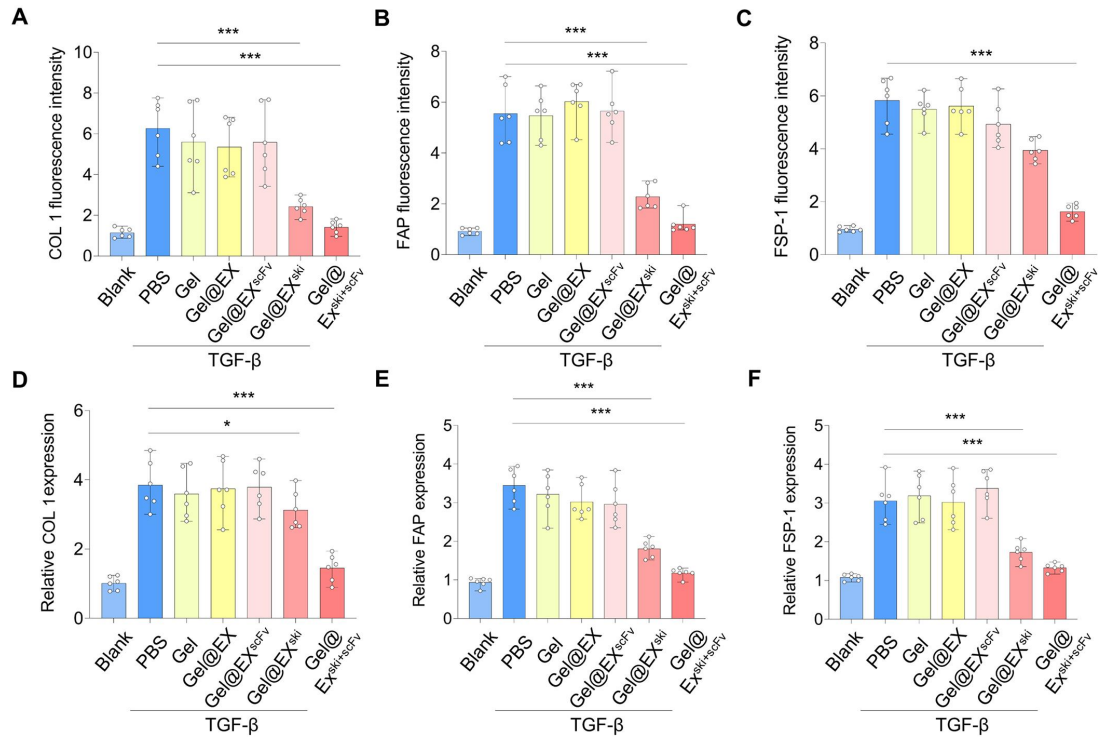 A
COL 1 fluorescence intensity
10
8
6
4
2
0
***
***
Blank
PBS
Gel
Gel@EX
Gel@EX^scFv
Gel@EX^ski
Gel@
Ex^ski+scFv
TGF-β
B
FAP fluorescence intensity
8
6
4
2
0
***
***
Blank
PBS
Gel
Gel@EX
Gel@EX^scFv
Gel@EX^ski
Gel@
Ex^ski+scFv
TGF-β
C
FSP-1 fluorescence intensity
8
6
4
2
0
***
Blank
PBS
Gel
Gel@EX
Gel@EX^scFv
Gel@EX^ski
Gel@
Ex^ski+scFv
TGF-β
D
Relative COL 1 expression
6
4
2
0
***
*
Blank
PBS
Gel
Gel@EX
Gel@EX^scFv
Gel@EX^ski
Gel@
Ex^ski+scFv
TGF-β
E
Relative FAP expression
5
4
3
2
1
0
***
***
Blank
PBS
Gel
Gel@EX
Gel@EX^scFv
Gel@EX^ski
Gel@
Ex^ski+scFv
TGF-β
F
Relative FSP-1 expression
5
4
3
2
1
0
***
***
Blank
PBS
Gel
Gel@EX
Gel@EX^scFv
Gel@EX^ski
Gel@
Ex^ski+scFv
TGF-β